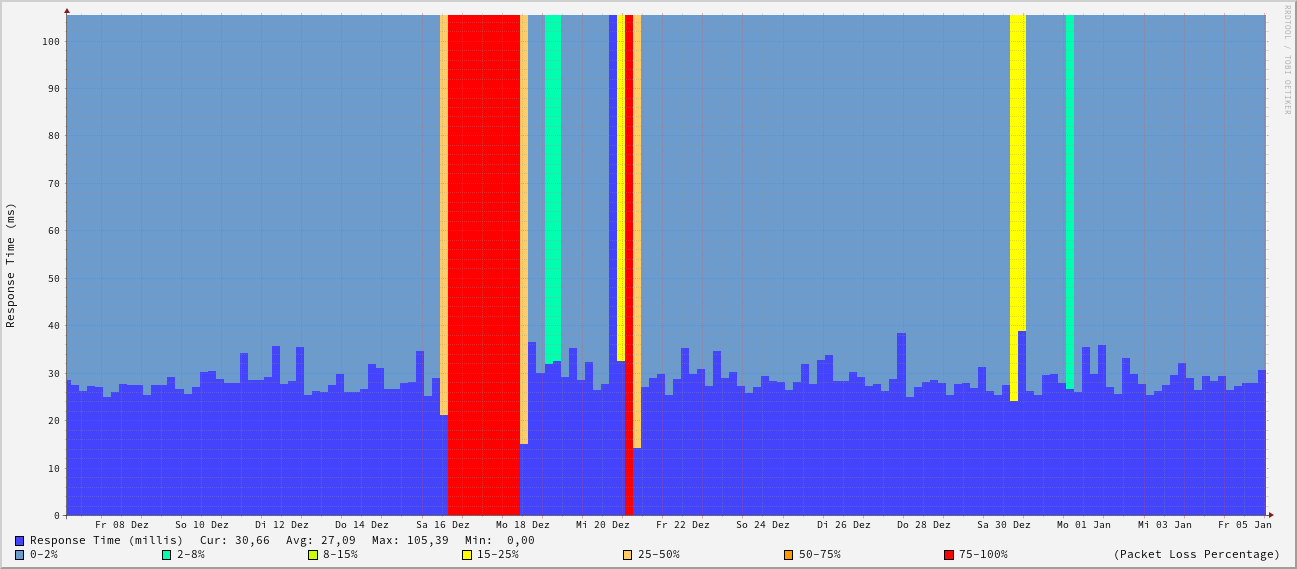 RRDTOOL / TOBI OETIKER
Response Time (ms)
100
90
80
70
60
50
40
30
20
10
0
Fr 08 Dez So 10 Dez Di 12 Dez Do 14 Dez Sa 16 Dez Mo 18 Dez Mi 20 Dez Fr 22 Dez So 24 Dez Di 26 Dez Do 28 Dez Sa 30 Dez Mo 01 Jan Mi 03 Jan Fr 05 Jan
Response Time (millis) Cur: 30,66 Avg: 27,09 Max: 105,39 Min: 0,00
0-2% 2-8% 8-15% 15-25% 25-50% 50-75% 75-100% (Packet Loss Percentage)